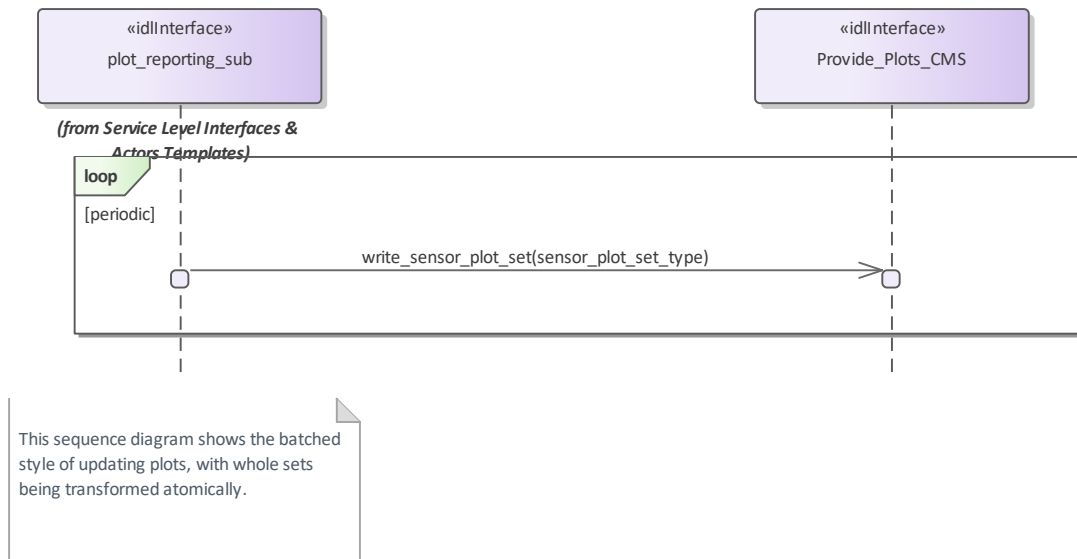 «idlInterface»
plot_reporting_sub
«idlInterface»
Provide_Plots_CMS
(from Service Level Interfaces &
Actors Templates)
loop
[periodic]
write_sensor_plot_set(sensor_plot_set_type)
This sequence diagram shows the batched
style of updating plots, with whole sets
being transformed atomically.